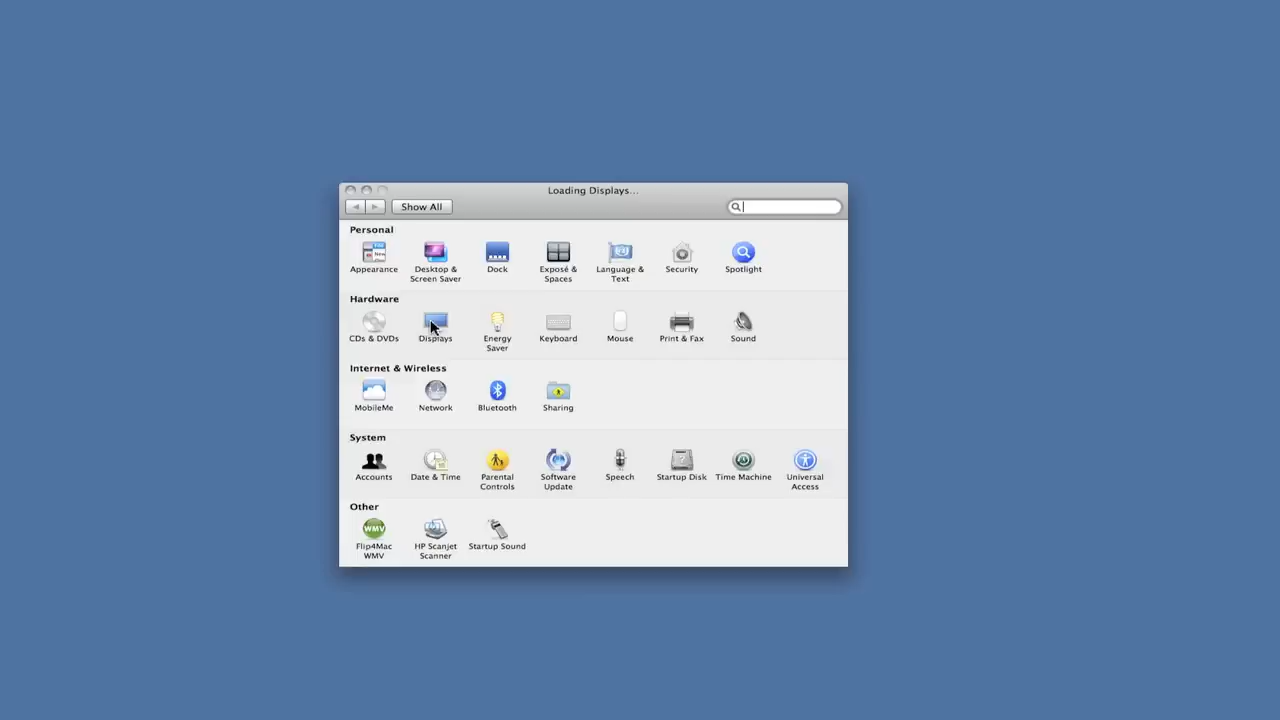 Loading Displays...
Show All
Personal
Appearance
Desktop &
Screen Saver
Dock
Exposé &
Spaces
Language &
Text
Security
Spotlight
Hardware
CDs & DVDs
Displays
Energy
Saver
Keyboard
Mouse
Print & Fax
Sound
Internet & Wireless
MobileMe
Network
Bluetooth
Sharing
System
Accounts
Date & Time
Parental
Controls
Software
Update
Speech
Startup Disk
Time Machine
Universal
Access
Other
WMV
Flip4Mac
WMV
HP Scanjet
Scanner
Startup Sound